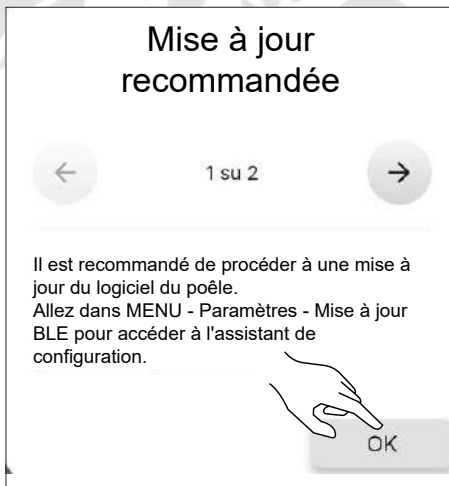 Mise à jour
recommandée
1 su 2
Il est recommandé de procéder à une mise à
jour du logiciel du poêle.
Allez dans MENU - Paramètres - Mise à jour
BLE pour accéder à l'assistant de
configuration.
OK